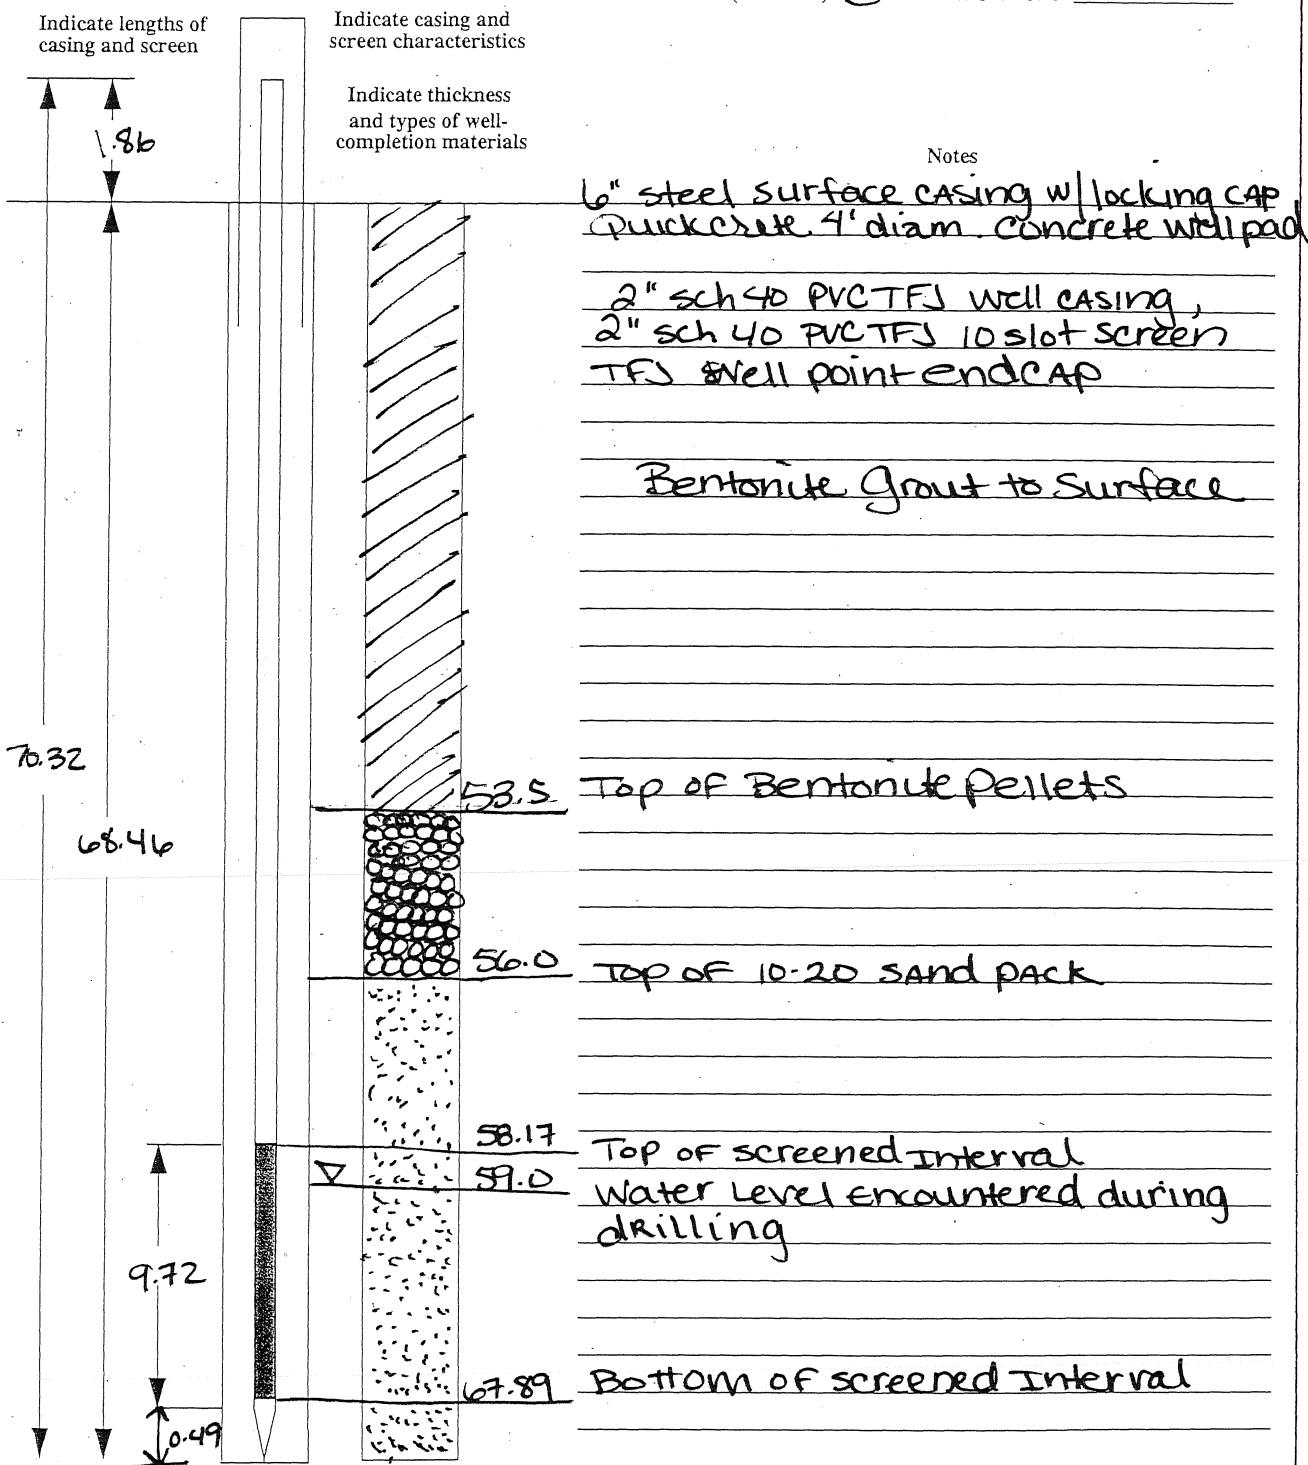 Indicate lengths of
casing and screen
Indicate casing and
screen characteristics
Indicate thickness
and types of well-
completion materials
1.86
Notes
6" steel surface casing w/locking cap
Quickcrete 4' diam. concrete well pad
2" sch 40 PVC TFJ well casing,
2" sch 40 PVC TFJ 10 slot screen
TFJ well point end cap
Bentonite Grout to Surface
70.32
53.5 Top of Bentonite Pellets
68.46
56.0 Top of 10-20 sand pack
58.17 Top of screened Interval
59.0 Water Level Encountered during
drilling
9.72
67.89 Bottom of screened Interval
0.49